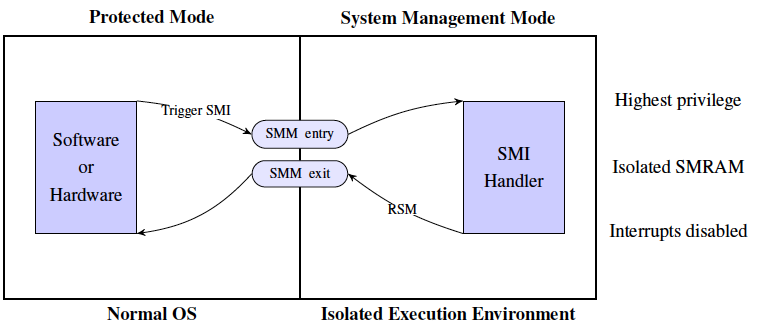 Protected Mode
System Management Mode
Trigger SMI
SMM entry
SMM exit
RSM
Software
or
Hardware
SMI
Handler
Highest privilege
Isolated SMRAM
Interrupts disabled
Normal OS
Isolated Execution Environment